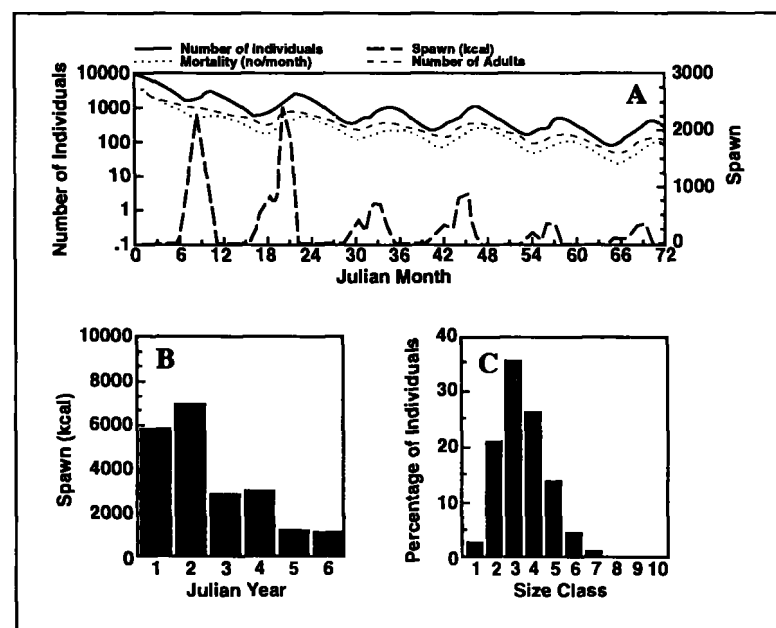 Number of Individuals
Spawn (kcal)
Mortality (no/month)
Number of Adults
10000
1000
100
10
1
.1
Number of Individuals
A
3000
2000
1000
0
Spawn
0 6 12 18 24 30 36 42 48 54 60 66 72
Julian Month
B
10000
8000
6000
4000
2000
0
Spawn (kcal)
1 2 3 4 5 6
Julian Year
C
40
30
20
10
0
Percentage of Individuals
1 2 3 4 5 6 7 8 9 10
Size Class